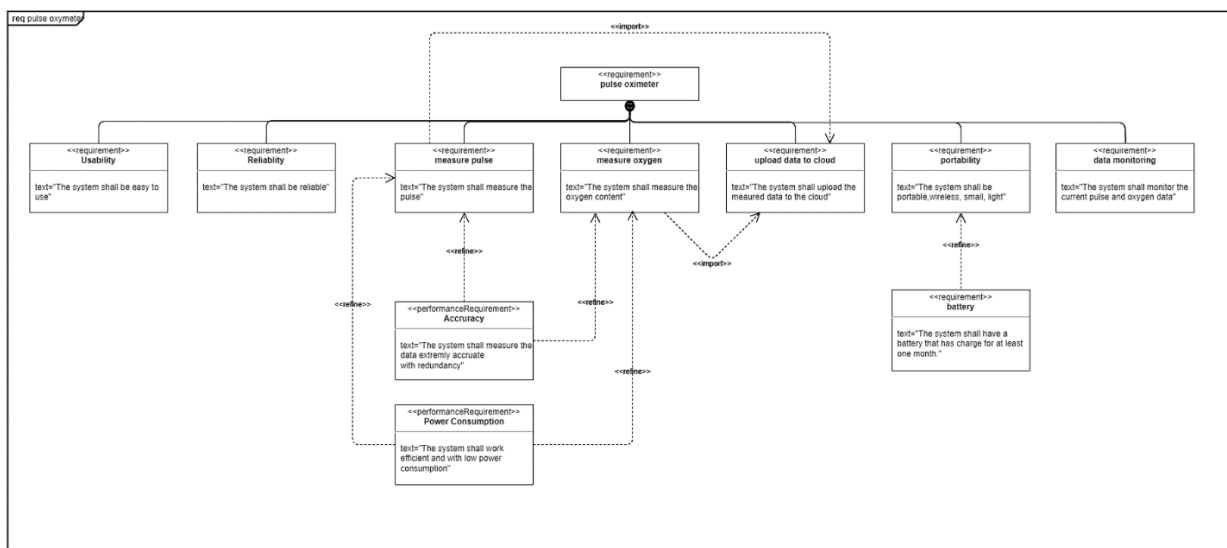 req pulse oxymeter
<<import>>
<<requirement>>
pulse oximeter
<<requirement>>
Usability
text="The system shall be easy to
use"
<<requirement>>
Reliablity
text="The system shall be reliable"
<<requirement>>
measure pulse
text="The system shall measure the
pulse"
<<requirement>>
measure oxygen
text="The system shall measure the
oxygen content"
<<requirement>>
upload data to cloud
text="The system shall upload the
meaured data to the cloud"
<<requirement>>
portability
text="The system shall be
portable,wireless, small, light"
<<requirement>>
data monitoring
text="The system shall monitor the
current pulse and oxygen data"
<<refine>>
<<import>>
<<refine>>
<<refine>>
<<performanceRequirement>>
Accruracy
text="The system shall measure the
data extremly accruate
with redundancy"
<<requirement>>
battery
text="The system shall have a
battery that has charge for at least
one month."
<<refine>>
<<performanceRequirement>>
Power Consumption
text="The system shall work
efficient and with low power
consumption"
<<refine>>